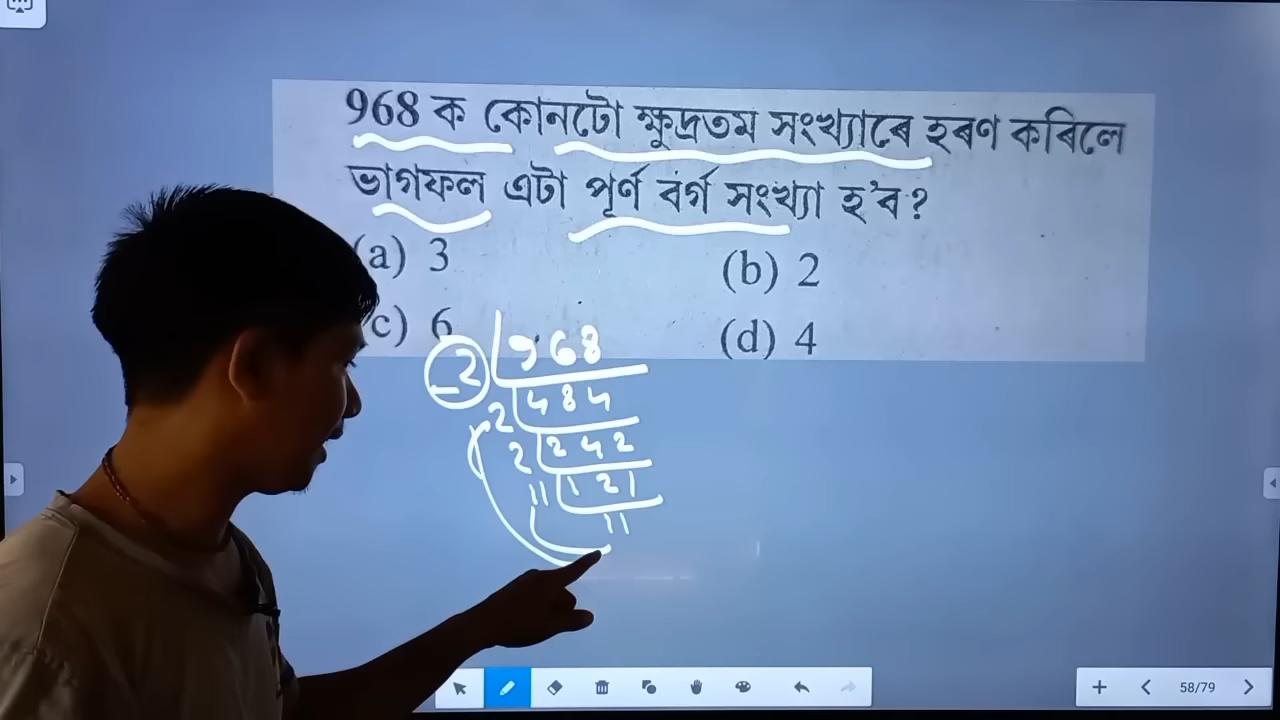 968 ক কোনটো ক্ষুদ্ৰতম সংখ্যাৰে হৰণ কৰিলে
ভাগফল এটা পূৰ্ণ বৰ্গ সংখ্যা হ'ব?
(a) 3 (b) 2
(c) 6 (d) 4
2 968
2 484
2 242
11 121
11
58/79